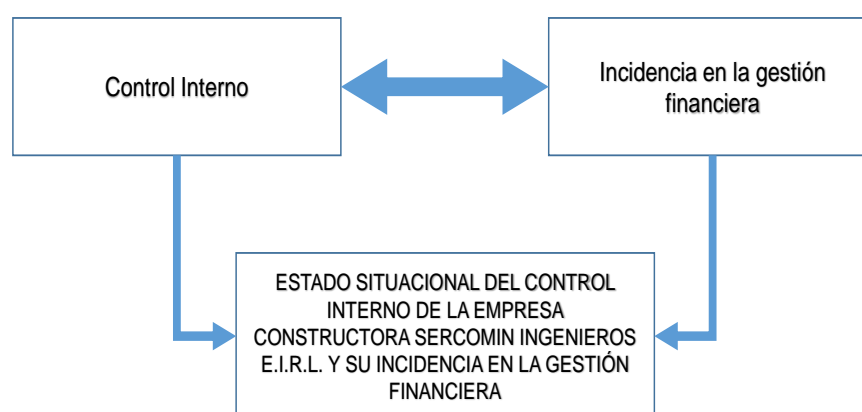 Control Interno
Incidencia en la gestión
financiera
ESTADO SITUACIONAL DEL CONTROL
INTERNO DE LA EMPRESA
CONSTRUCTORA SERCOMIN INGENIEROS
E.I.R.L. Y SU INCIDENCIA EN LA GESTIÓN
FINANCIERA